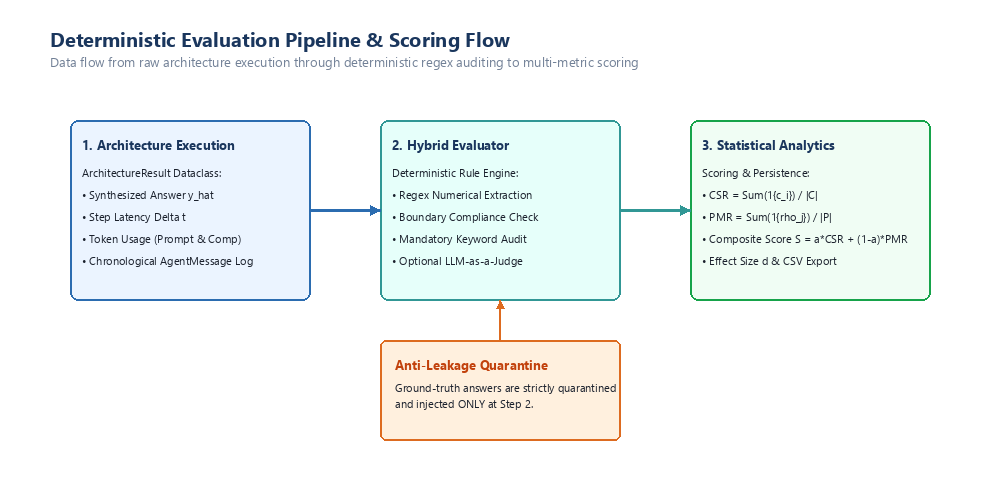 Deterministic Evaluation Pipeline & Scoring Flow
Data flow from raw architecture execution through deterministic regex auditing to multi-metric scoring
1. Architecture Execution
ArchitectureResult Dataclass:
• Synthesized Answer y_hat
• Step Latency Delta t
• Token Usage (Prompt & Comp)
• Chronological AgentMessage Log
2. Hybrid Evaluator
Deterministic Rule Engine:
• Regex Numerical Extraction
• Boundary Compliance Check
• Mandatory Keyword Audit
• Optional LLM-as-a-Judge
3. Statistical Analytics
Scoring & Persistence:
• CSR = Sum(1{c_i}) / |C|
• PMR = Sum(1{rho_j}) / |P|
• Composite Score S = a*CSR + (1-a)*PMR
• Effect Size d & CSV Export
Anti-Leakage Quarantine
Ground-truth answers are strictly quarantined
and injected ONLY at Step 2.